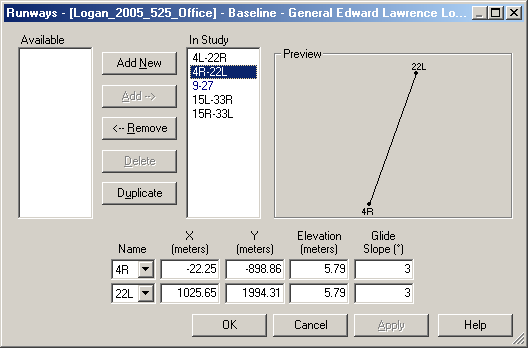 Runways - [Logan_2005_525_Office] - Baseline - General Edward Lawrence Lo...
Available
In Study
Preview
Add New
Add -->
<-- Remove
Delete
Duplicate
4L-22R
4R-22L
9-27
15L-33R
15R-33L
22L
4R
Name
X (meters)
Y (meters)
Elevation (meters)
Glide Slope (°)
4R -22.25 -898.86 5.79 3
22L 1025.65 1994.31 5.79 3
OK Cancel Apply Help